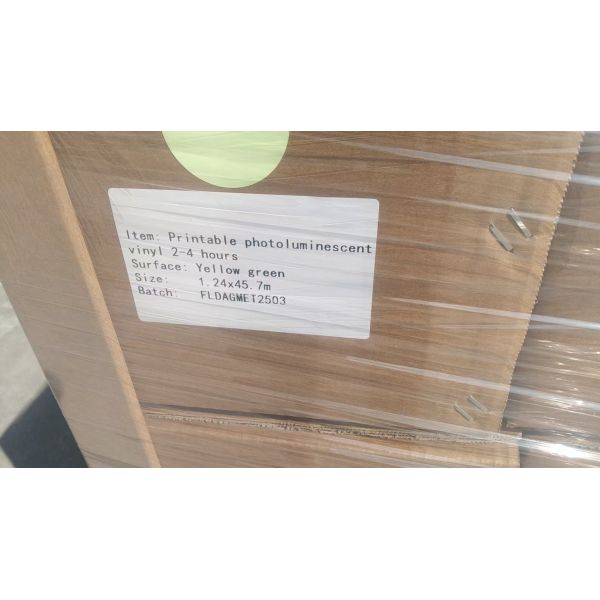 Item: Printable photoluminescent
vinyl 2-4 hours
Surface: Yellow green
Size: 1.24x45.7m
Batch: FLDAGMET2503